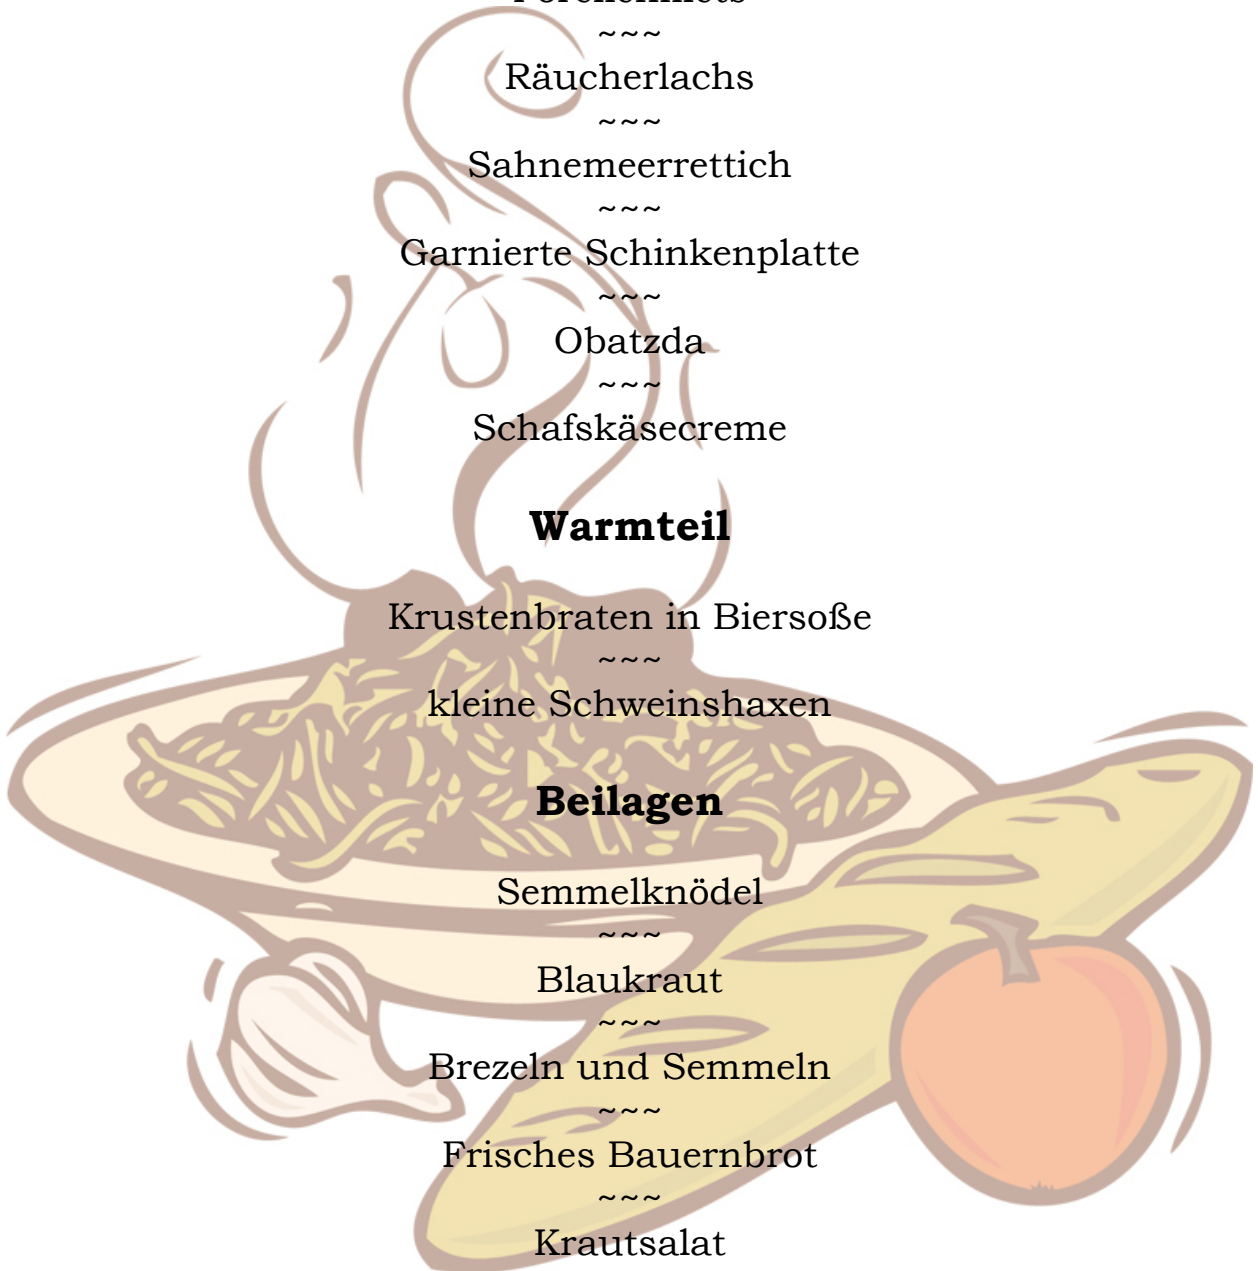 ~~~
Räucherlachs
~~~
Sahnemeerrettich
~~~
Garnierte Schinkenplatte
~~~
Obatzda
~~~
Schafskäsecreme
Warmteil
Krustenbraten in Biersoße
~~~
kleine Schweinshaxen
Beilagen
Semmelknödel
~~~
Blaukraut
~~~
Brezeln und Semmeln
~~~
Frisches Bauernbrot
~~~
Krautsalat